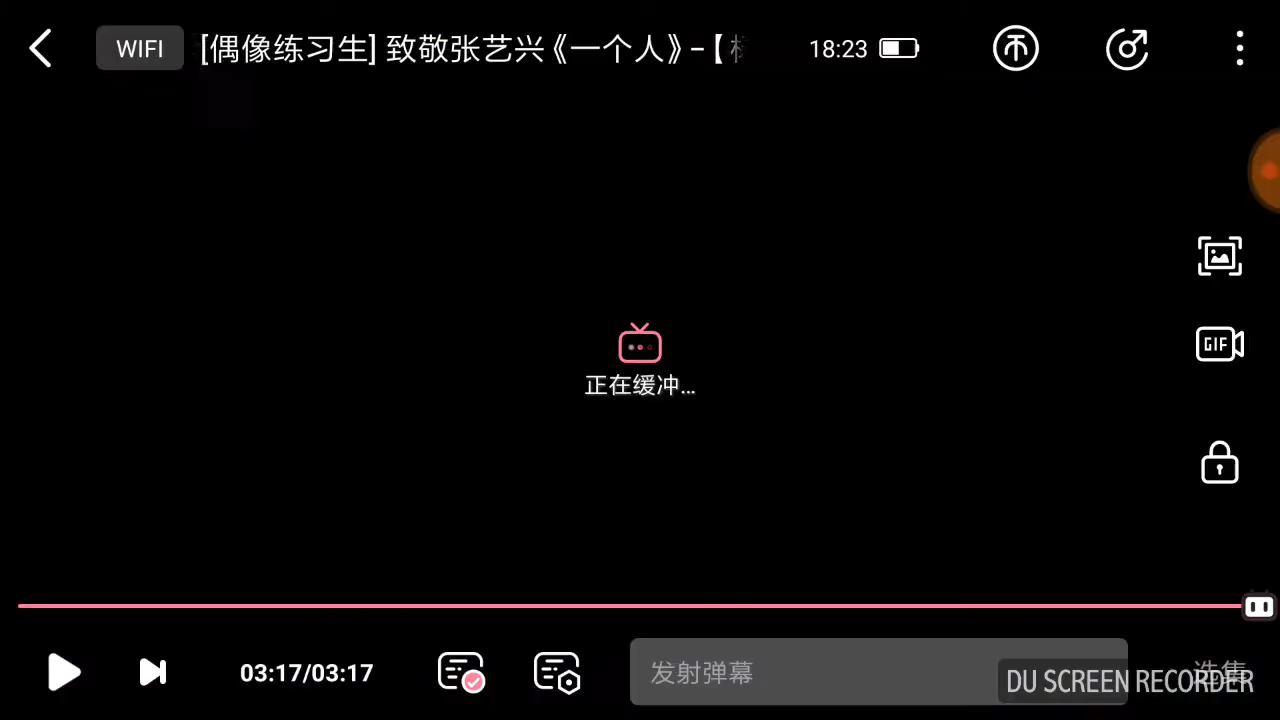 WIFI [偶像练习生] 致敬张艺兴《一个人》-【 18:23
GIF
正在缓冲...
03:17/03:17 发射弹幕 选集
DU SCREEN RECORDER